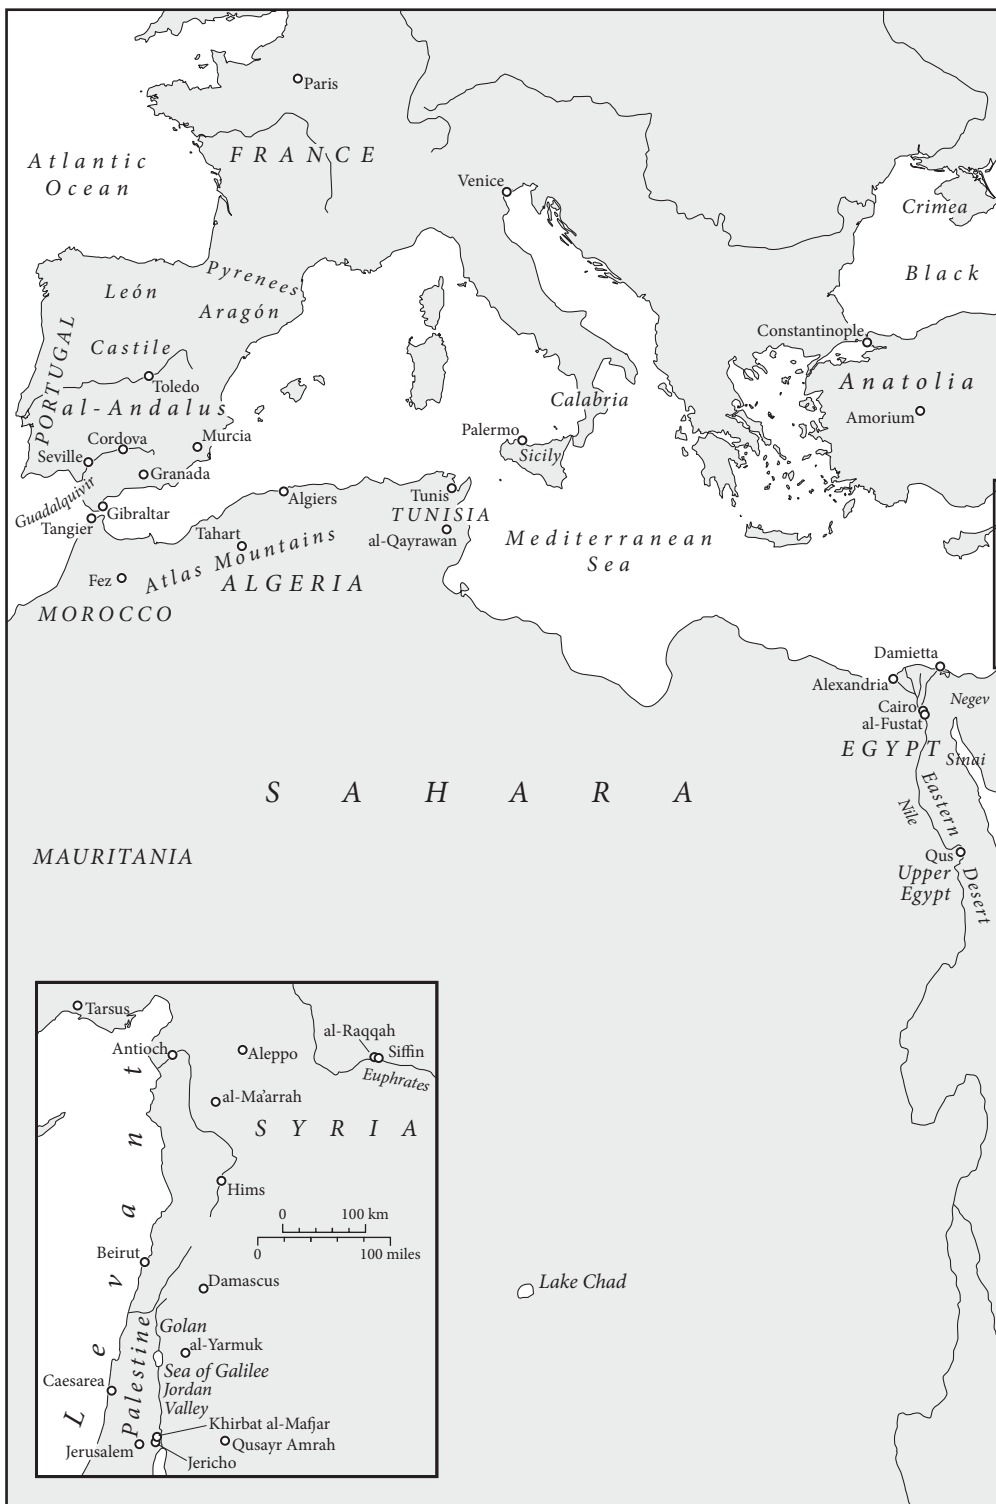 Paris
Atlantic
Ocean
FRANCE
Venice
Crimea
Pyrenees
León
Black
Aragón
PORTUGAL
Castile
Constantinople
Toledo
Anatolia
al-Andalus
Calabria
Amorium
Cordova
Murcia
Palermo
Seville
Sicily
Granada
Guadalquivir
Gibraltar
Algiers
Tunis
Tangier
TUNISIA
Tahart
al-Qayrawan
Mediterranean
Sea
Atlas Mountains
Fez
ALGERIA
MOROCCO
Damietta
Alexandria
Negev
Cairo
al-Fustat
EGYPT
Sinai
SAHARA
Eastern
Desert
Nile
MAURITANIA
Qus
Upper
Egypt
Lake Chad
Tarsus
al-Raqqah
Siffin
Antioch
Aleppo
Euphrates
al-Ma'arrah
SYRIA
Levant
Hims
0 100 km
0 100 miles
Beirut
Damascus
Golan
al-Yarmuk
Palestine
Sea of Galilee
Caesarea
Jordan
Valley
Khirbat al-Mafjar
Jerusalem
Qusayr Amrah
Jericho